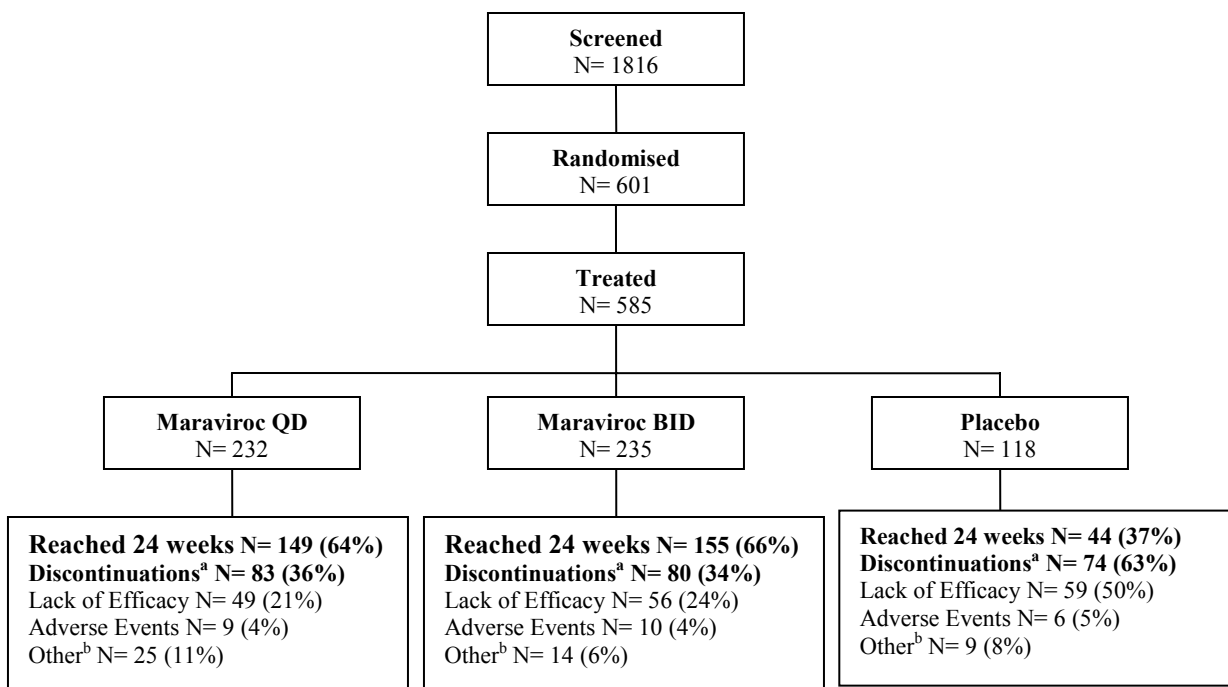 Screened
N= 1816
Randomised
N= 601
Treated
N= 585
Maraviroc QD
N= 232
Maraviroc BID
N= 235
Placebo
N= 118
Reached 24 weeks N= 149 (64%)
Discontinuationsᵃ N= 83 (36%)
Lack of Efficacy N= 49 (21%)
Adverse Events N= 9 (4%)
Otherᵇ N= 25 (11%)
Reached 24 weeks N= 155 (66%)
Discontinuationsᵃ N= 80 (34%)
Lack of Efficacy N= 56 (24%)
Adverse Events N= 10 (4%)
Otherᵇ N= 14 (6%)
Reached 24 weeks N= 44 (37%)
Discontinuationsᵃ N= 74 (63%)
Lack of Efficacy N= 59 (50%)
Adverse Events N= 6 (5%)
Otherᵇ N= 9 (8%)